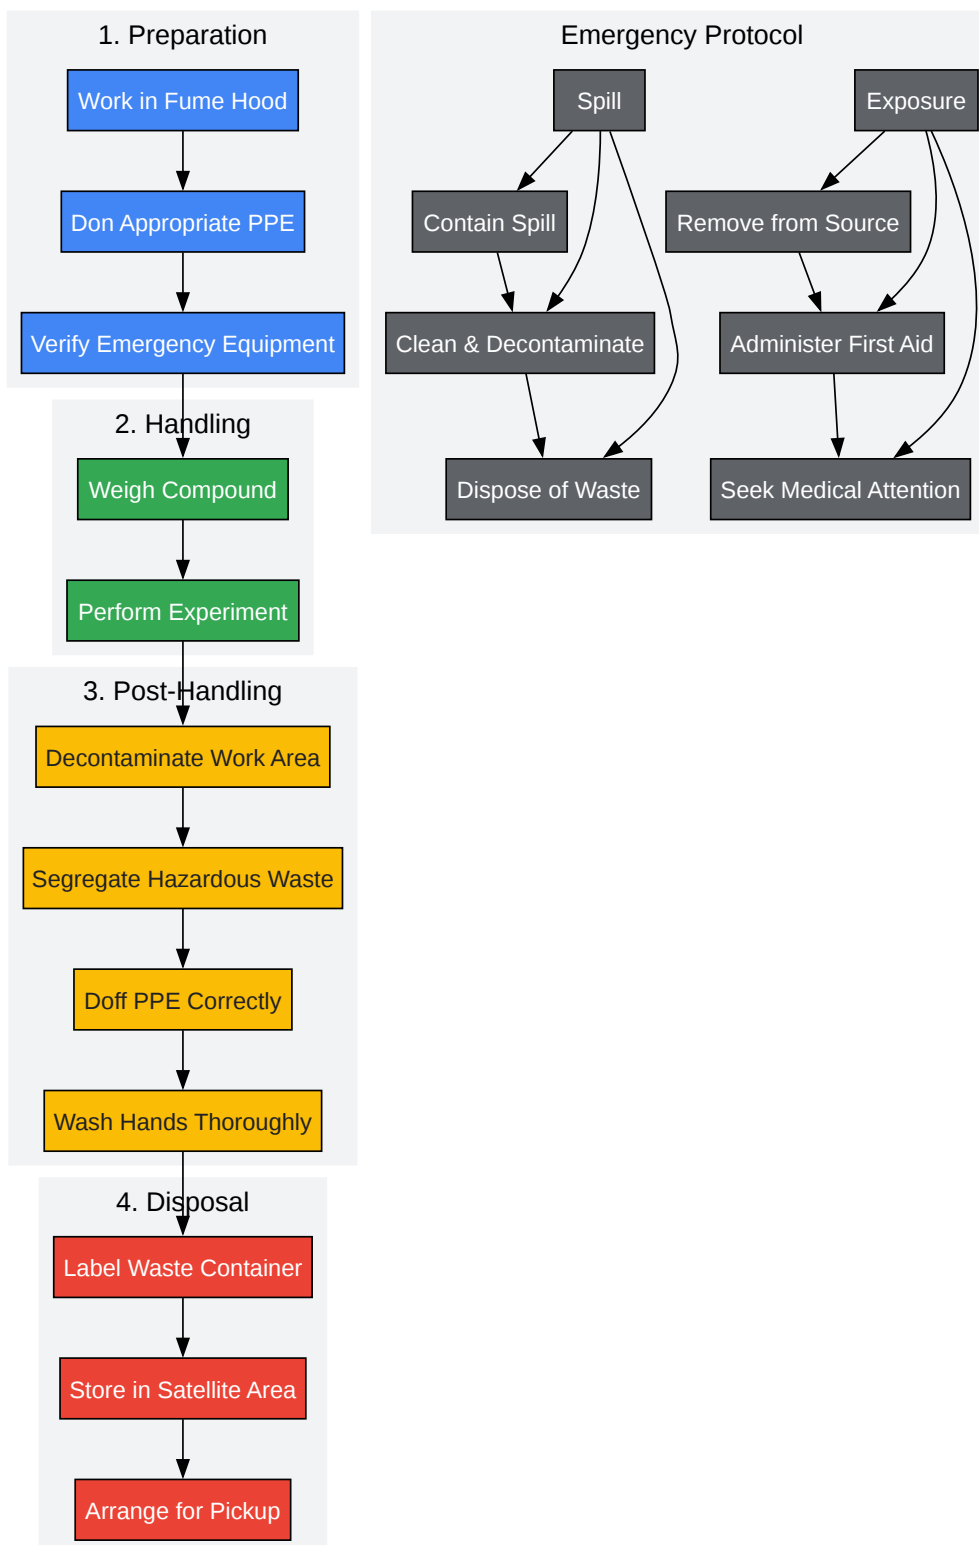 1. Preparation
Work in Fume Hood
Don Appropriate PPE
Verify Emergency Equipment
2. Handling
Weigh Compound
Perform Experiment
3. Post-Handling
Decontaminate Work Area
Segregate Hazardous Waste
Doff PPE Correctly
Wash Hands Thoroughly
4. Disposal
Label Waste Container
Store in Satellite Area
Arrange for Pickup
Emergency Protocol
Spill
Exposure
Contain Spill
Remove from Source
Clean & Decontaminate
Administer First Aid
Dispose of Waste
Seek Medical Attention